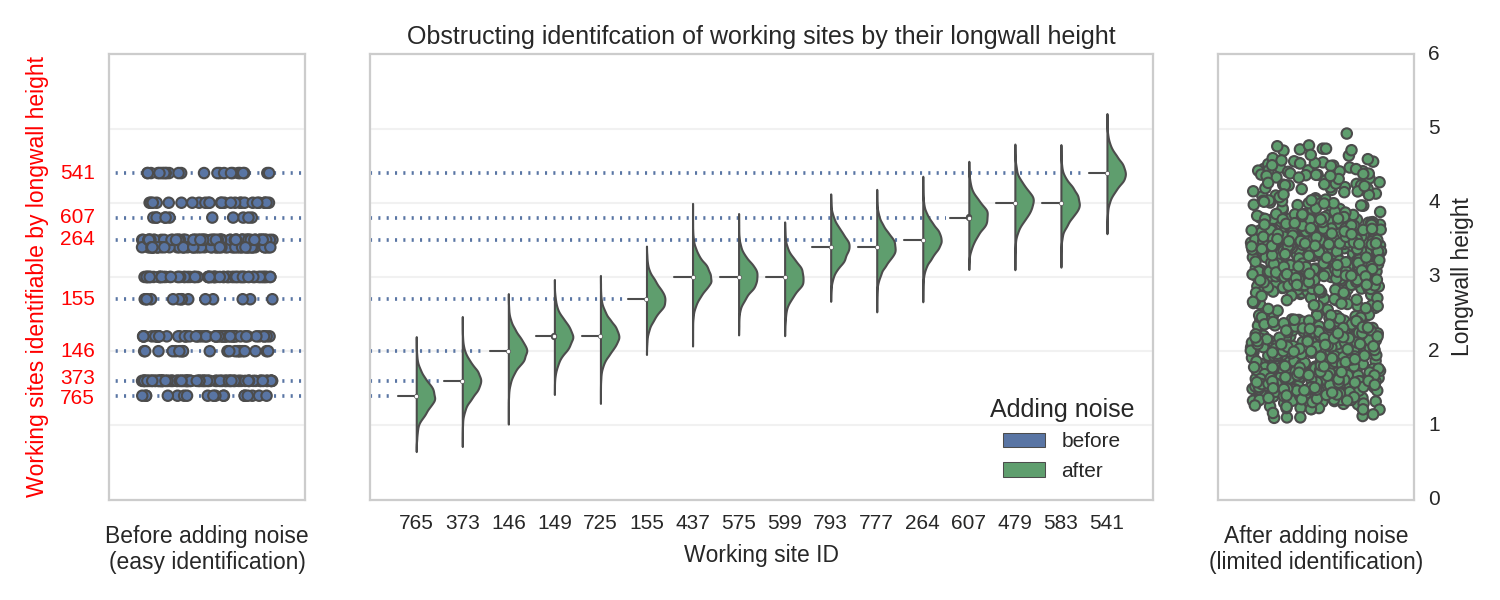 Obstructing identifcation of working sites by their longwall height
Working sites identifiable by longwall height
541
607
264
155
146
373
765
Before adding noise
(easy identification)
Adding noise
before
after
765 373 146 149 725 155 437 575 599 793 777 264 607 479 583 541
Working site ID
6
5
4
3
2
1
0
Longwall height
After adding noise
(limited identification)